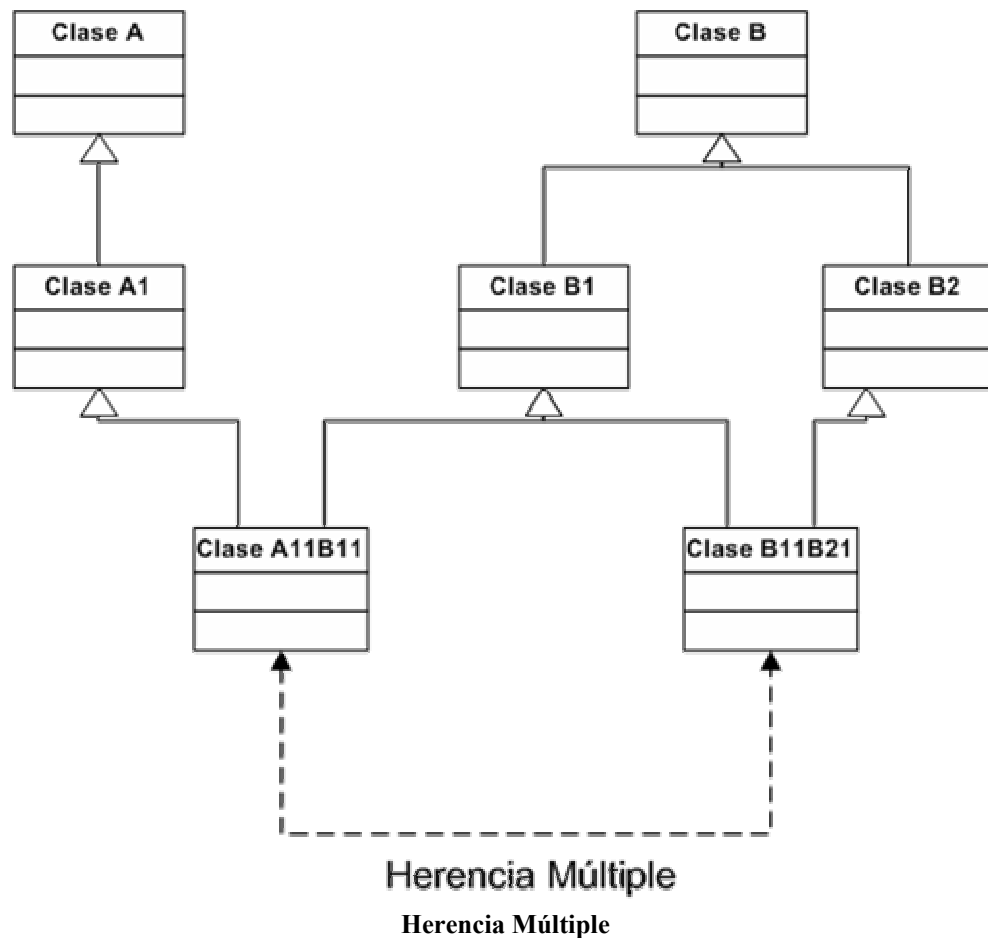 Clase A
Clase B
Clase A1
Clase B1
Clase B2
Clase A11B11
Clase B11B21
Herencia Múltiple
Herencia Múltiple